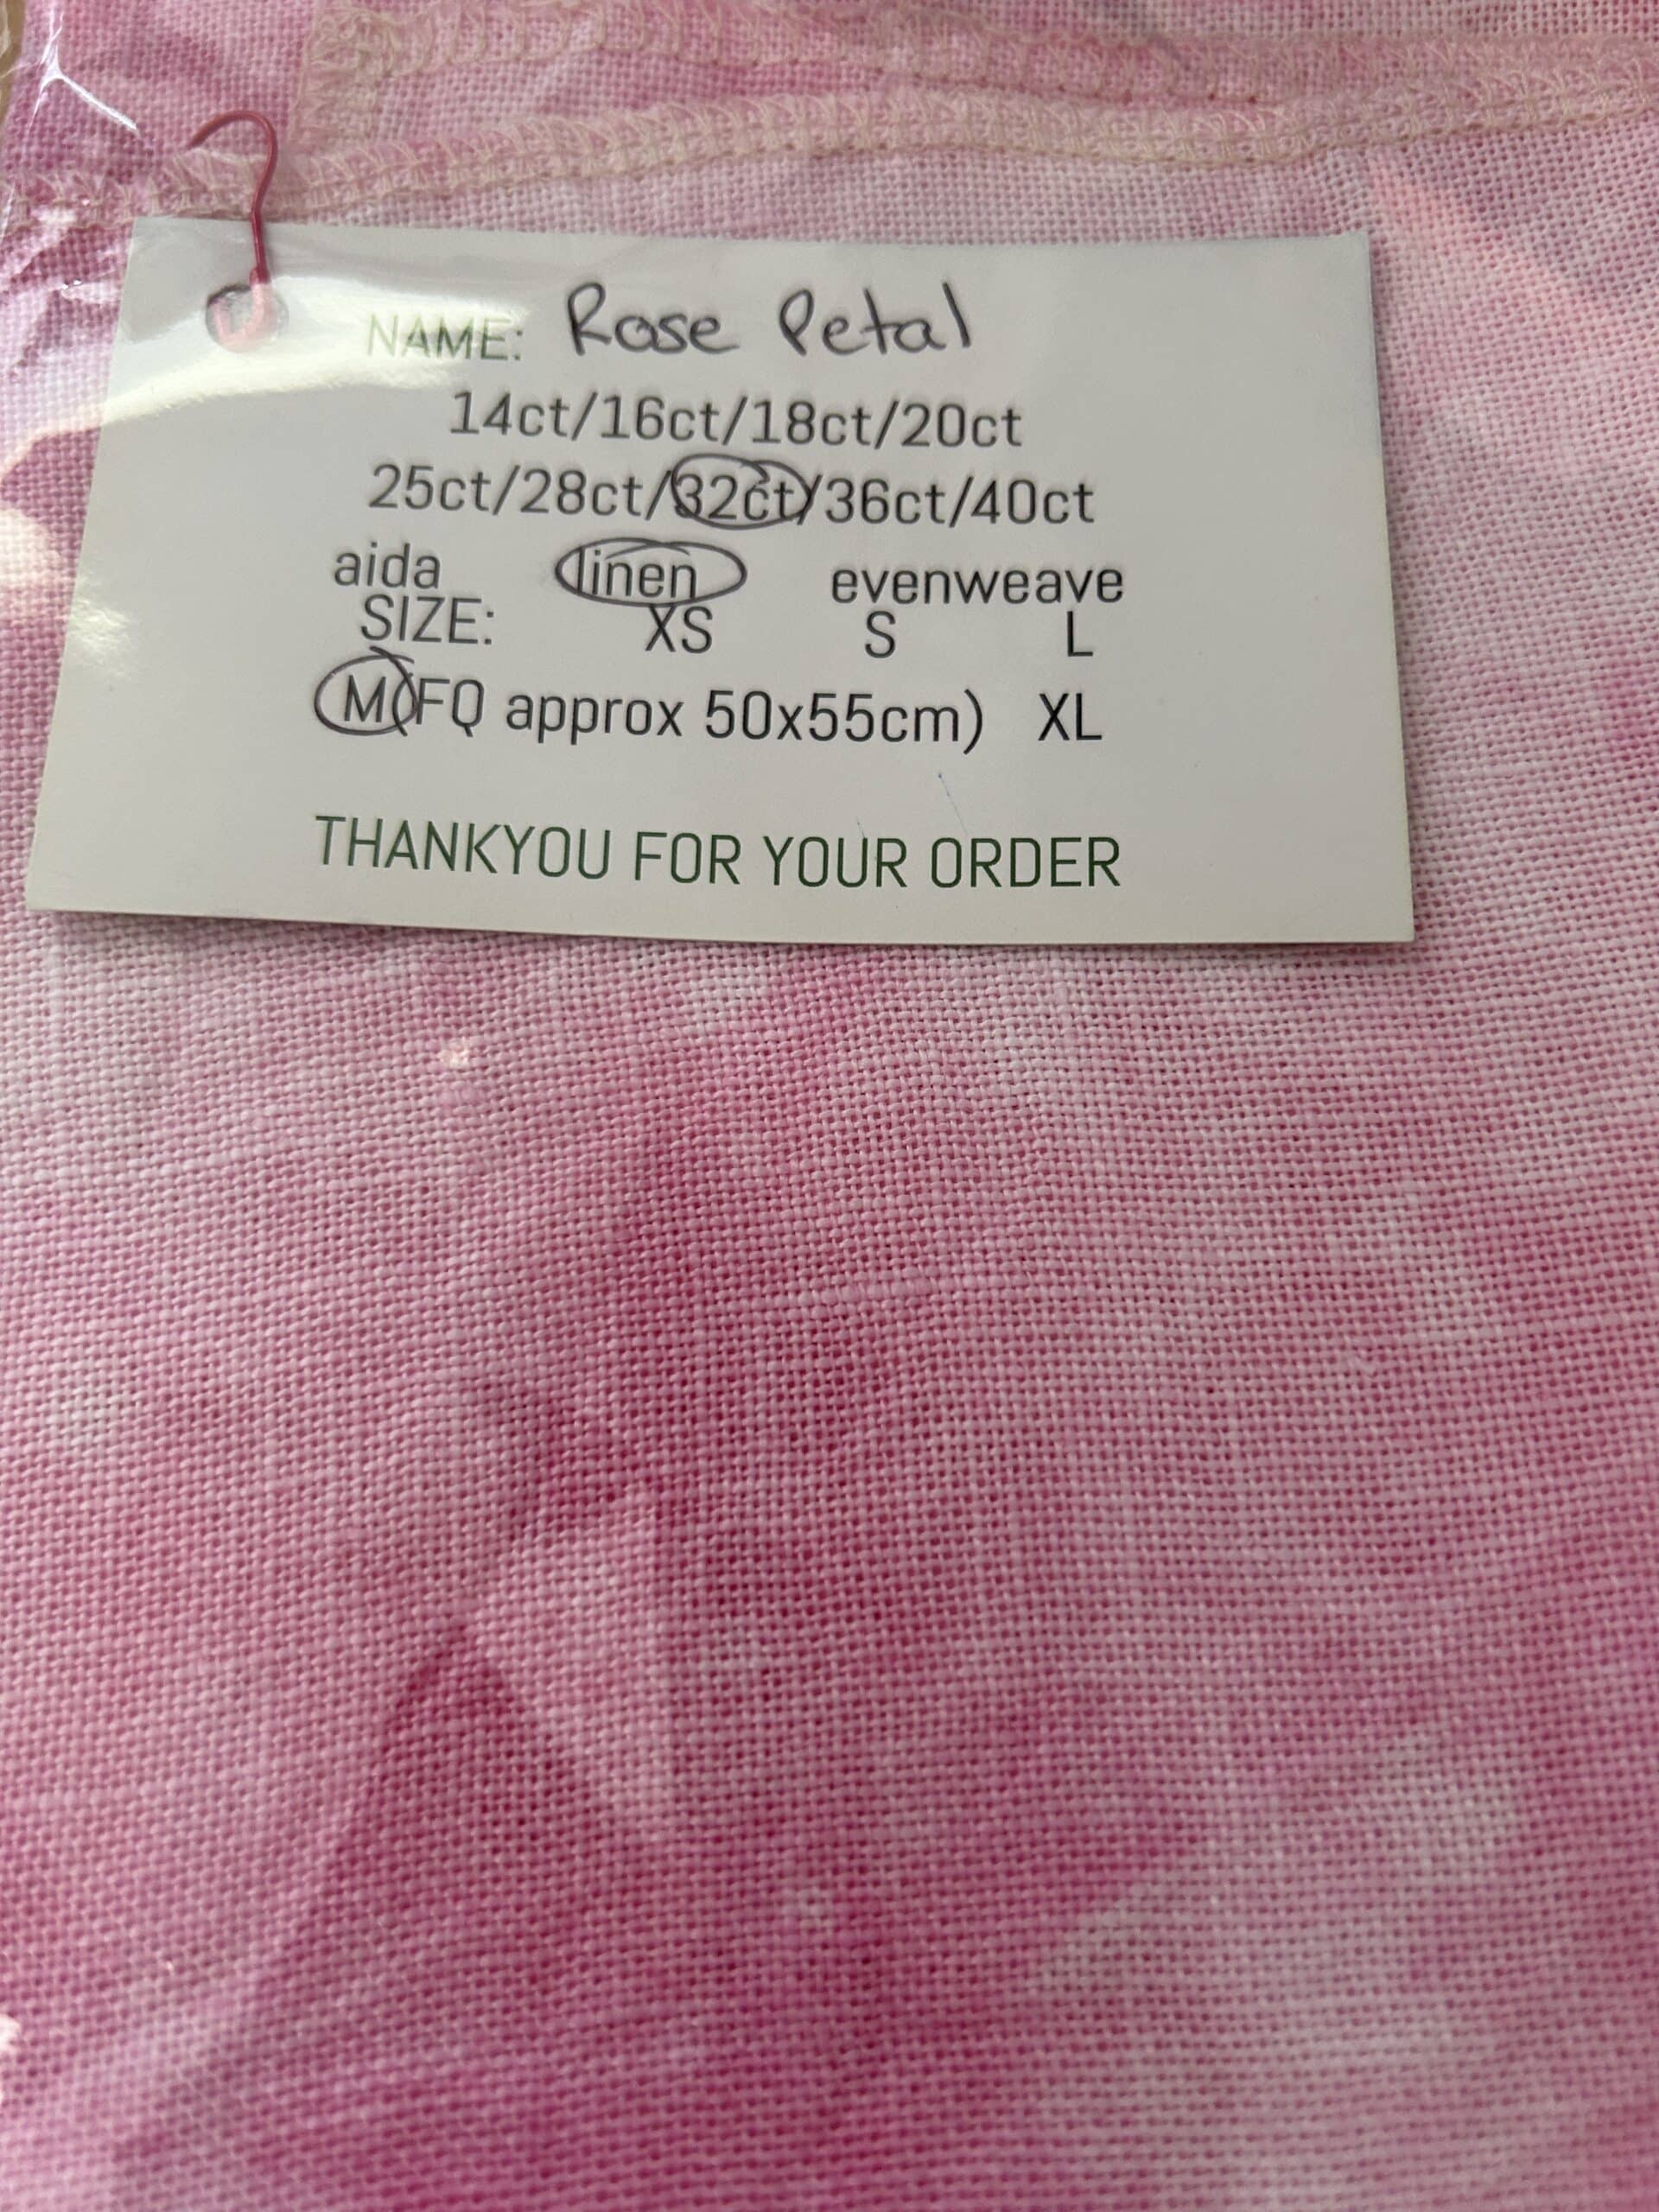 NAME: Rose Petal
14ct/16ct/18ct/20ct
25ct/28ct/32ct/36ct/40ct
aida linen evenweave
SIZE: XS S L
M(FQ approx 50x55cm) XL
THANKYOU FOR YOUR ORDER